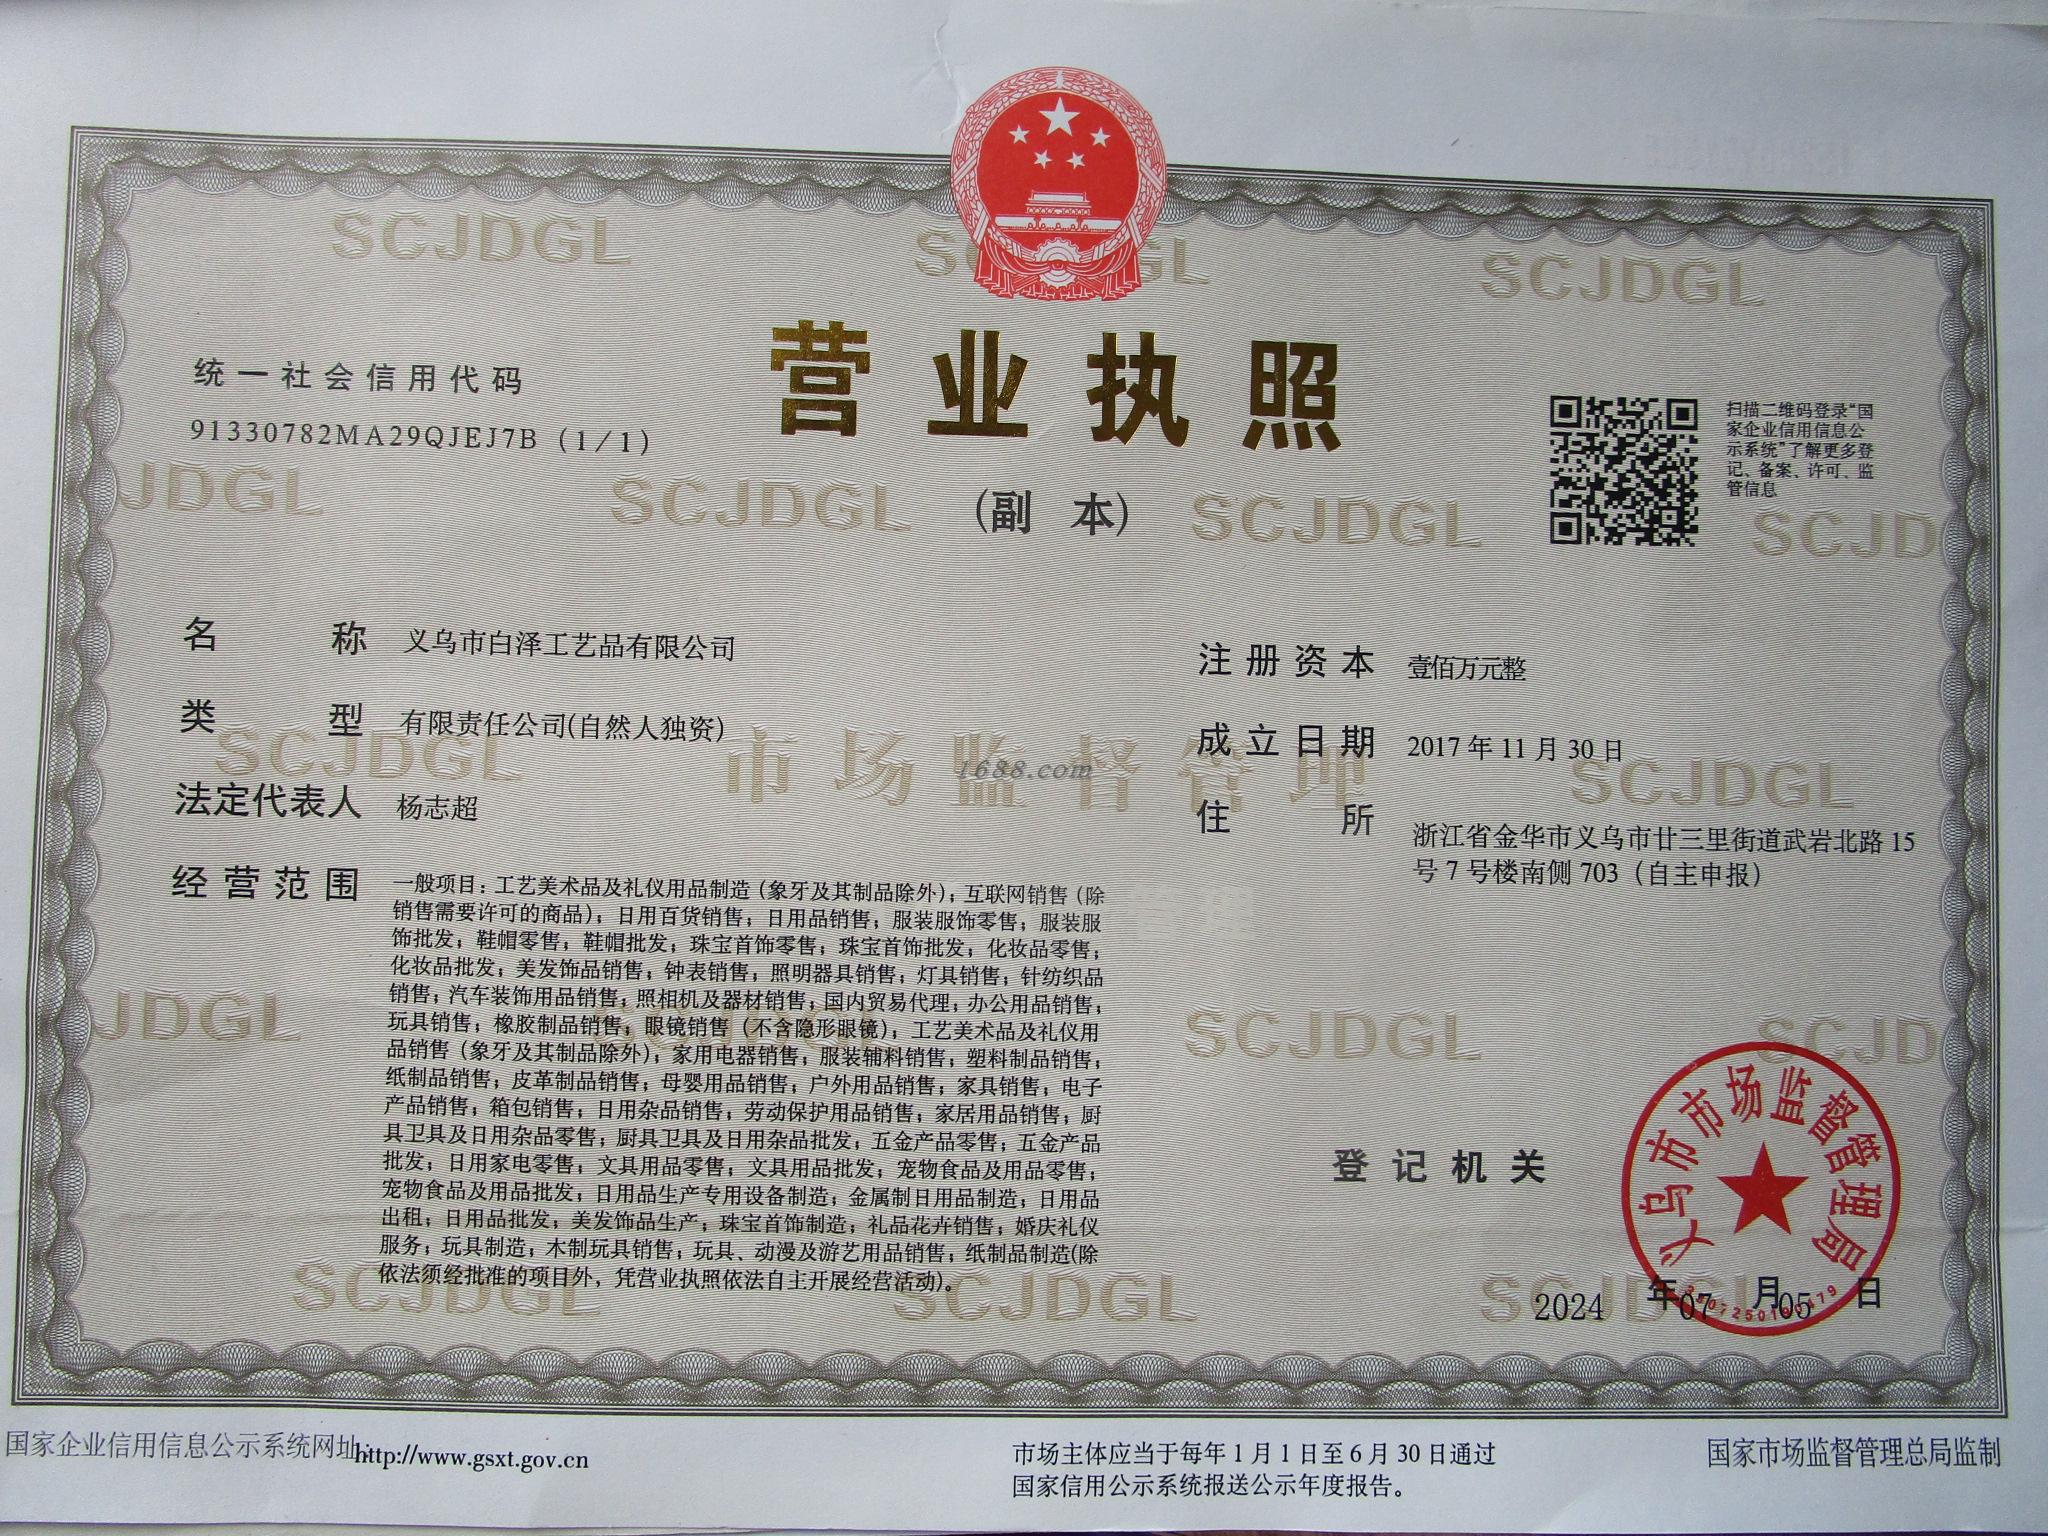 SCJDGL
SCJDGL
营业执照
(副 本)
统一社会信用代码
91330782MA29QJEJ7B (1/1)
扫描二维码登录“国
家企业信用信息公
示系统”了解更多登
记、备案、许可、监
管信息
JDGL
SCJDGL
SCJDGL
SCJD
名称 义乌市白泽工艺品有限公司
类型 有限责任公司(自然人独资)
法定代表人 杨志超
经营范围 一般项目：工艺美术品及礼仪用品制造（象牙及其制品除外）；互联网销售（除
销售需要许可的商品）；日用百货销售；日用品销售；服装服饰零售；服装服
饰批发；鞋帽零售；鞋帽批发；珠宝首饰零售；珠宝首饰批发；化妆品零售；
化妆品批发；美发饰品销售；钟表销售；照明器具销售；灯具销售；针纺织品
销售；汽车装饰用品销售；照相机及器材销售；国内贸易代理；办公用品销售；
玩具销售；橡胶制品销售；眼镜销售（不含隐形眼镜）；工艺美术品及礼仪用
品销售（象牙及其制品除外）；家用电器销售；服装辅料销售；塑料制品销售；
纸制品销售；皮革制品销售；母婴用品销售；户外用品销售；家具销售；电子
产品销售；箱包销售；日用杂品销售；劳动保护用品销售；家居用品销售；厨
具卫具及日用杂品零售；厨具卫具及日用杂品批发；五金产品零售；五金产品
批发；日用家电零售；文具用品零售；文具用品批发；宠物食品及用品零售；
宠物食品及用品批发；日用品生产专用设备制造；金属制日用品制造；日用品
出租；日用品批发；美发饰品生产；珠宝首饰制造；礼品花卉销售；婚庆礼仪
服务；玩具制造；木制玩具销售；玩具、动漫及游艺用品销售；纸制品制造(除
依法须经批准的项目外，凭营业执照依法自主开展经营活动)。
注册资本 壹佰万元整
成立日期 2017年11月30日
住所 浙江省金华市义乌市廿三里街道武岩北路15
号7号楼南侧703（自主申报）
SCJDGL
市场监督管理
SCJDGL
1688.com
JDGL
SCJDGL
SCJDGL
SCJD
登记机关
义乌市市场监督管理局
2024年07月05日
SCJDGL
SCJDGL
国家企业信用信息公示系统网址:http://www.gsxt.gov.cn
市场主体应当于每年1月1日至6月30日通过
国家信用公示系统报送公示年度报告。
国家市场监督管理总局监制